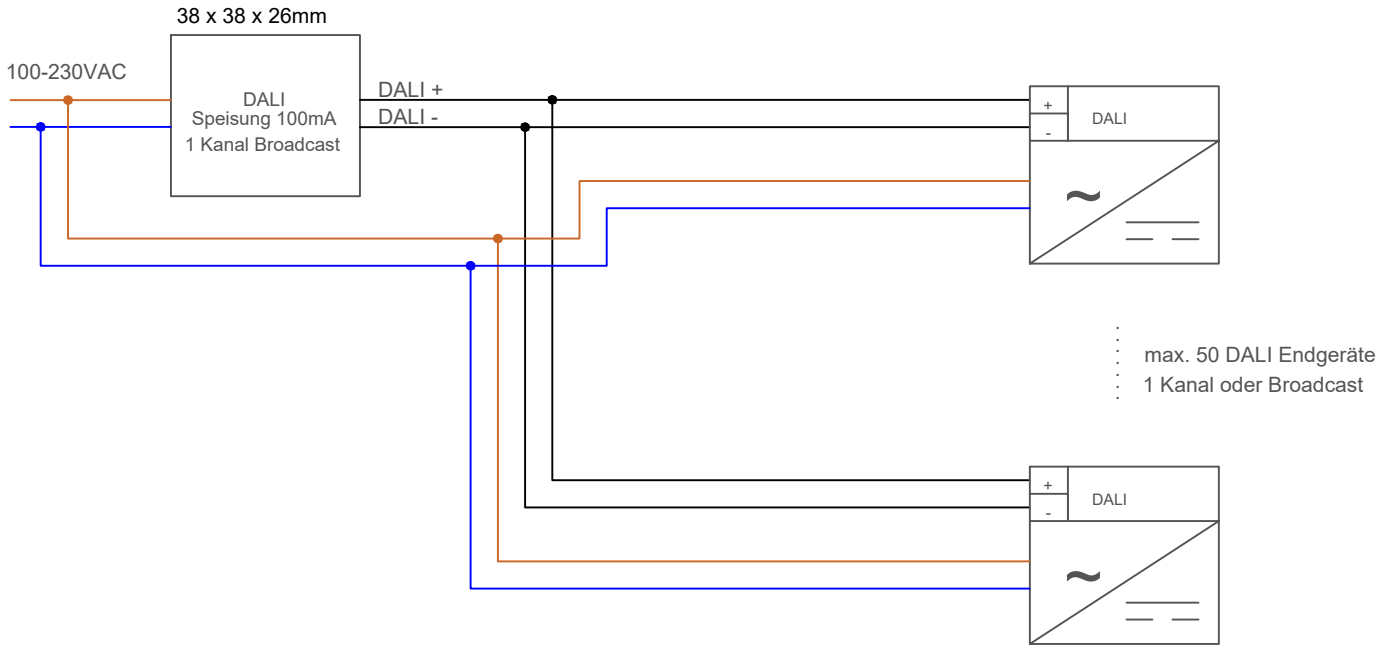 38 x 38 x 26mm
100-230VAC
DALI
Speisung 100mA
1 Kanal Broadcast
DALI +
DALI -
+
-
DALI
~
max. 50 DALI Endgeräte
1 Kanal oder Broadcast
+
-
DALI
~